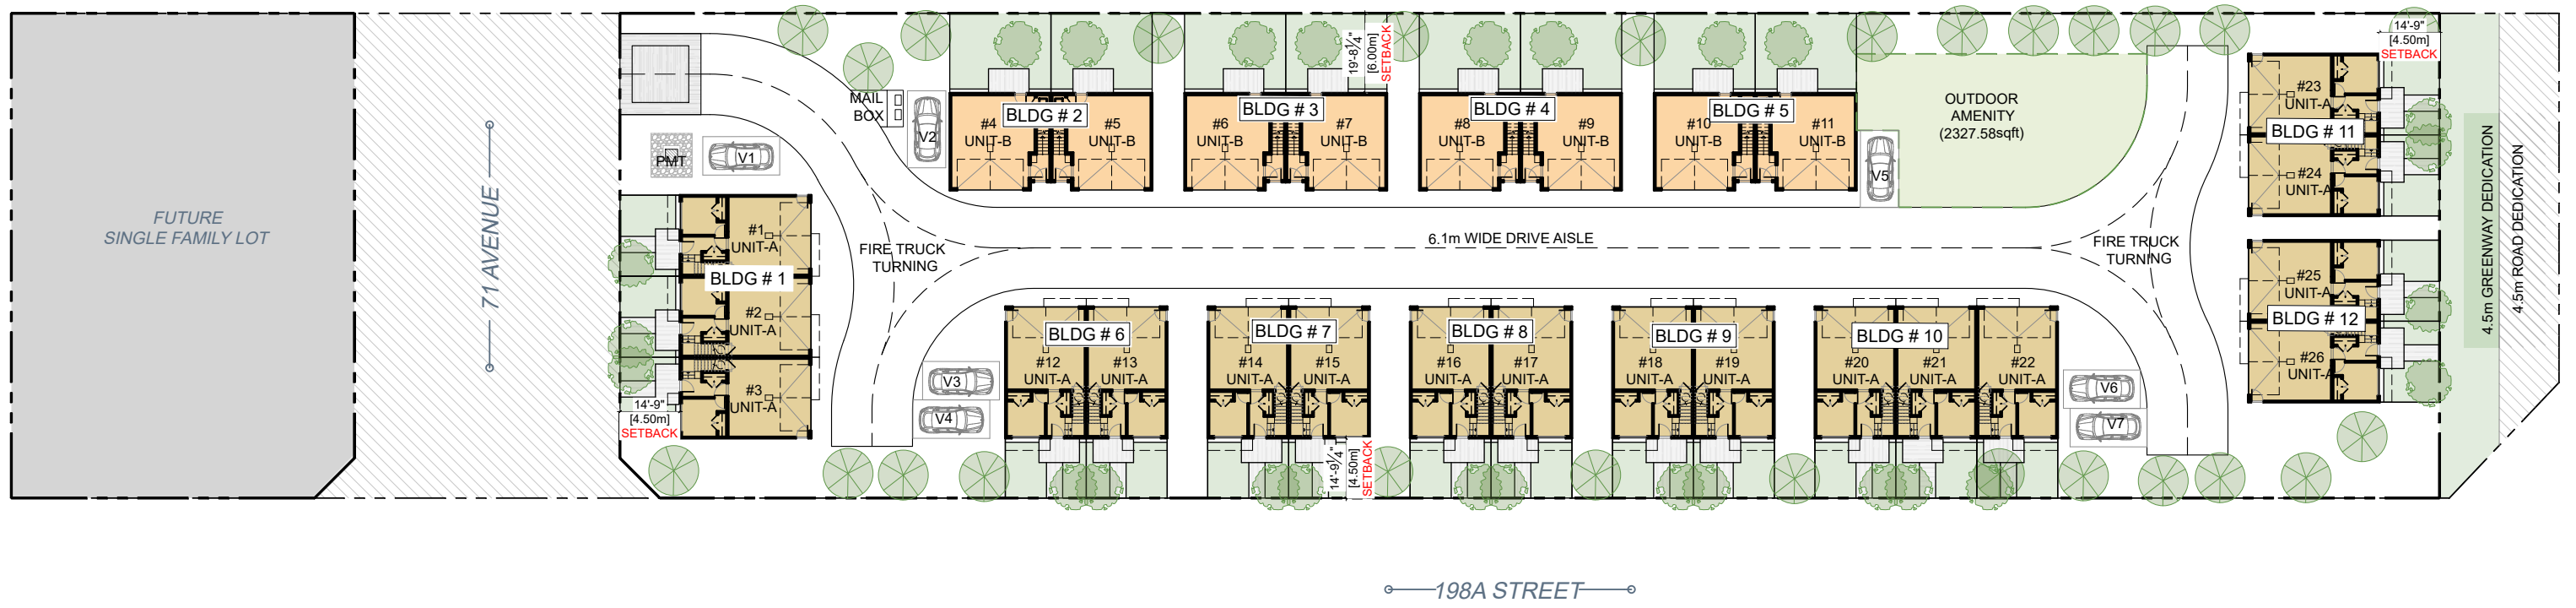 FUTURE
SINGLE FAMILY LOT
71 AVENUE
PMT
V1
MAIL
BOX
V2
BLDG # 1
#1
UNIT-A
#2
UNIT-A
#3
UNIT-A
14'-9"
[4.50m]
SETBACK
FIRE TRUCK
TURNING
V3
V4
BLDG # 2
#4
UNIT-B
#5
UNIT-B
BLDG # 3
#6
UNIT-B
#7
UNIT-B
19'-8¼"
[6.00m]
SETBACK
BLDG # 4
#8
UNIT-B
#9
UNIT-B
BLDG # 5
#10
UNIT-B
#11
UNIT-B
V5
OUTDOOR
AMENITY
(2327.58sqft)
6.1m WIDE DRIVE AISLE
FIRE TRUCK
TURNING
BLDG # 6
#12
UNIT-A
#13
UNIT-A
BLDG # 7
#14
UNIT-A
#15
UNIT-A
14'-9¼"
[4.50m]
SETBACK
BLDG # 8
#16
UNIT-A
#17
UNIT-A
BLDG # 9
#18
UNIT-A
#19
UNIT-A
BLDG # 10
#20
UNIT-A
#21
UNIT-A
#22
UNIT-A
V6
V7
14'-9"
[4.50m]
SETBACK
#23
UNIT-A
BLDG # 11
#24
UNIT-A
#25
UNIT-A
BLDG # 12
#26
UNIT-A
4.5m GREENWAY DEDICATION
4.5m ROAD DEDICATION
198A STREET